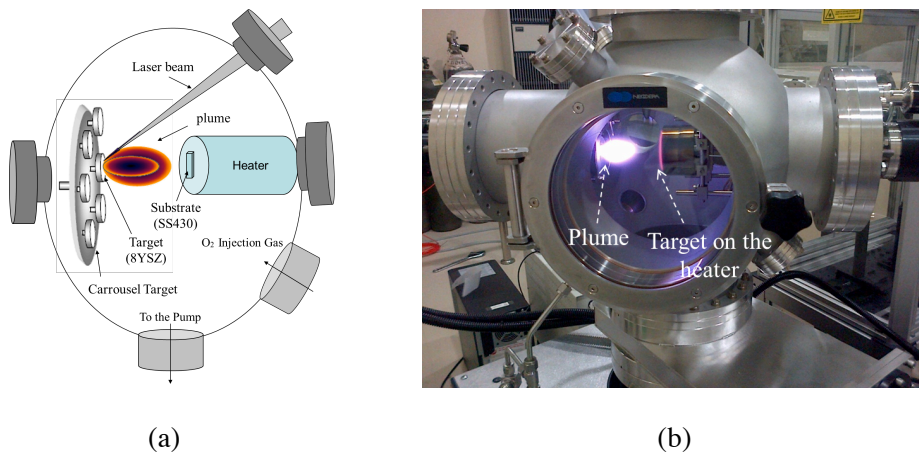 Laser beam
plume
Heater
Substrate
(SS430)
Target
(8YSZ)
O₂ Injection Gas
Carrousel Target
To the Pump
(a)
NEOCERA
Plume
Target on the
heater
(b)